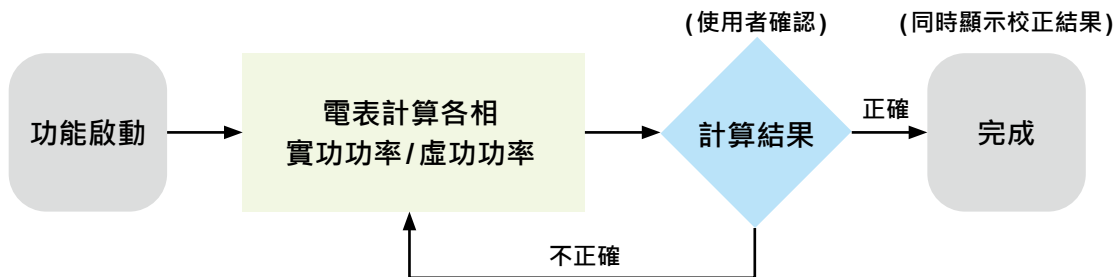 (使用者確認)
(同時顯示校正結果)
功能啟動
電表計算各相
實功功率/虛功功率
計算結果
正確
完成
不正確